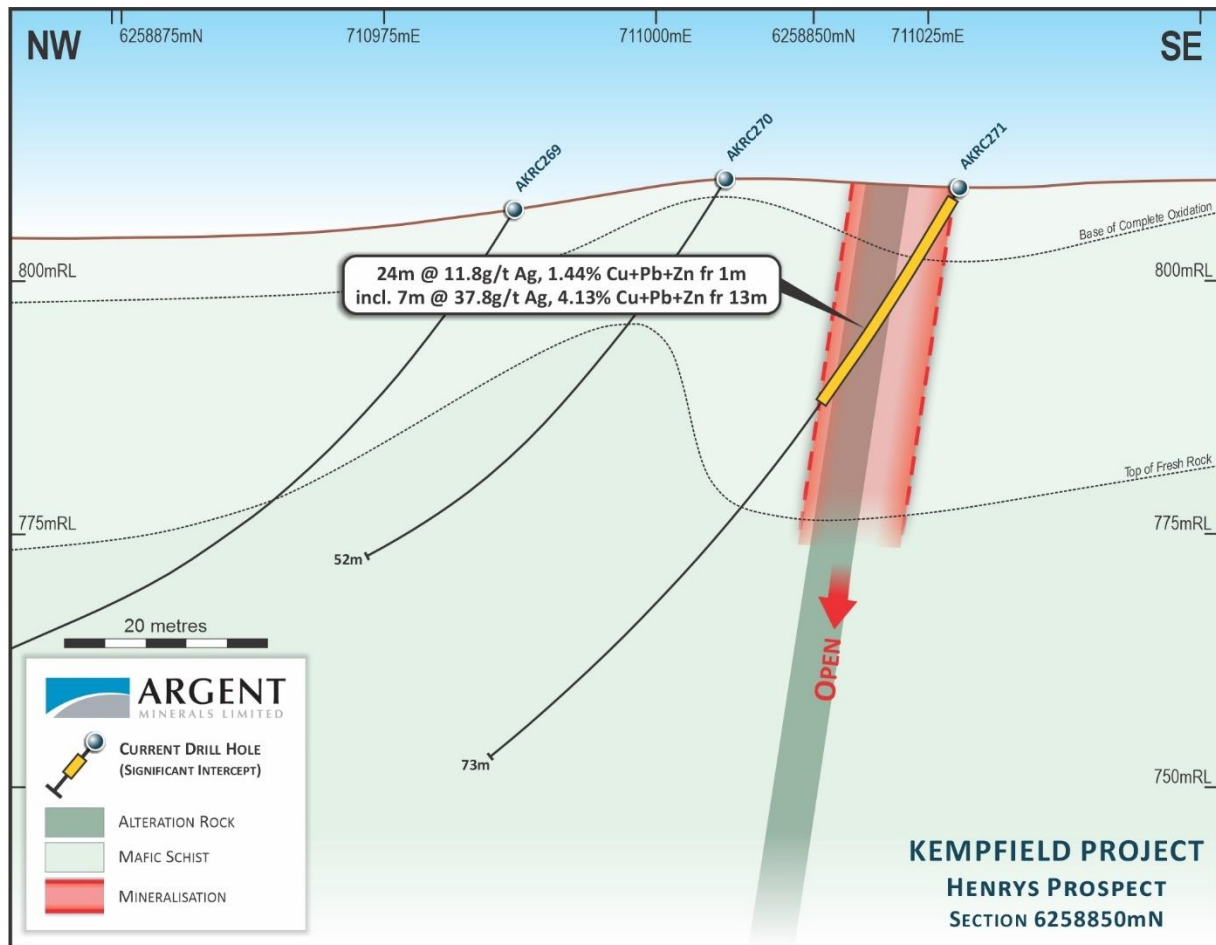 NW
6258875mN
710975mE
711000mE
6258850mN
711025mE
SE
AKRC269
AKRC270
AKRC271
Base of Complete Oxidation
800mRL
800mRL
24m @ 11.8g/t Ag, 1.44% Cu+Pb+Zn fr 1m
incl. 7m @ 37.8g/t Ag, 4.13% Cu+Pb+Zn fr 13m
Top of Fresh Rock
775mRL
775mRL
52m
20 metres
OPEN
73m
750mRL
ARGENT
MINERALS LIMITED
CURRENT DRILL HOLE
(SIGNIFICANT INTERCEPT)
ALTERATION ROCK
MAFIC SCHIST
MINERALISATION
KEMPFIELD PROJECT
HENRYS PROSPECT
SECTION 6258850mN